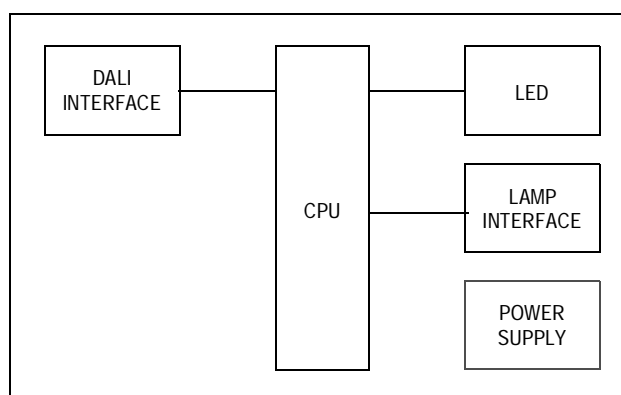 DALI
INTERFACE
CPU
LED
LAMP
INTERFACE
POWER
SUPPLY